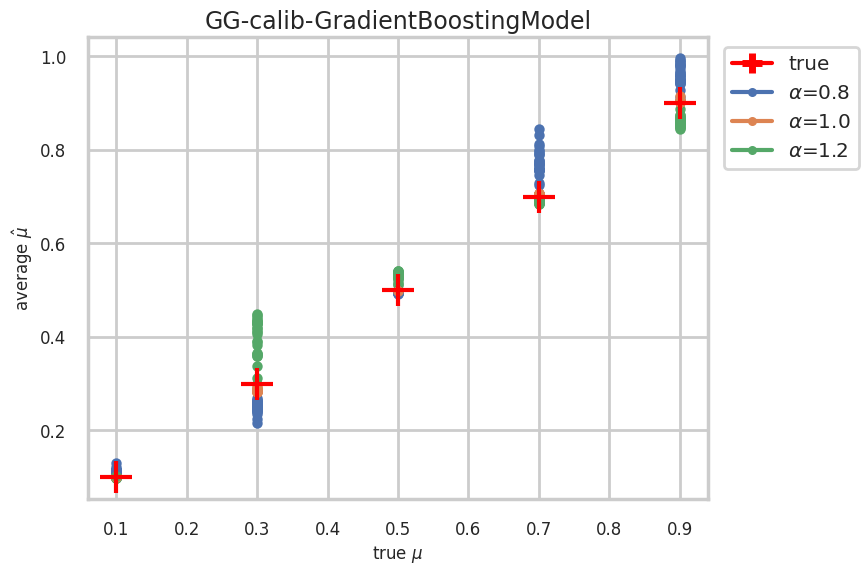 GG-calib-GradientBoostingModel
1.0
0.8
0.6
0.4
0.2
average $\hat{\mu}$
0.1 0.2 0.3 0.4 0.5 0.6 0.7 0.8 0.9
true μ
true
α=0.8
α=1.0
α=1.2